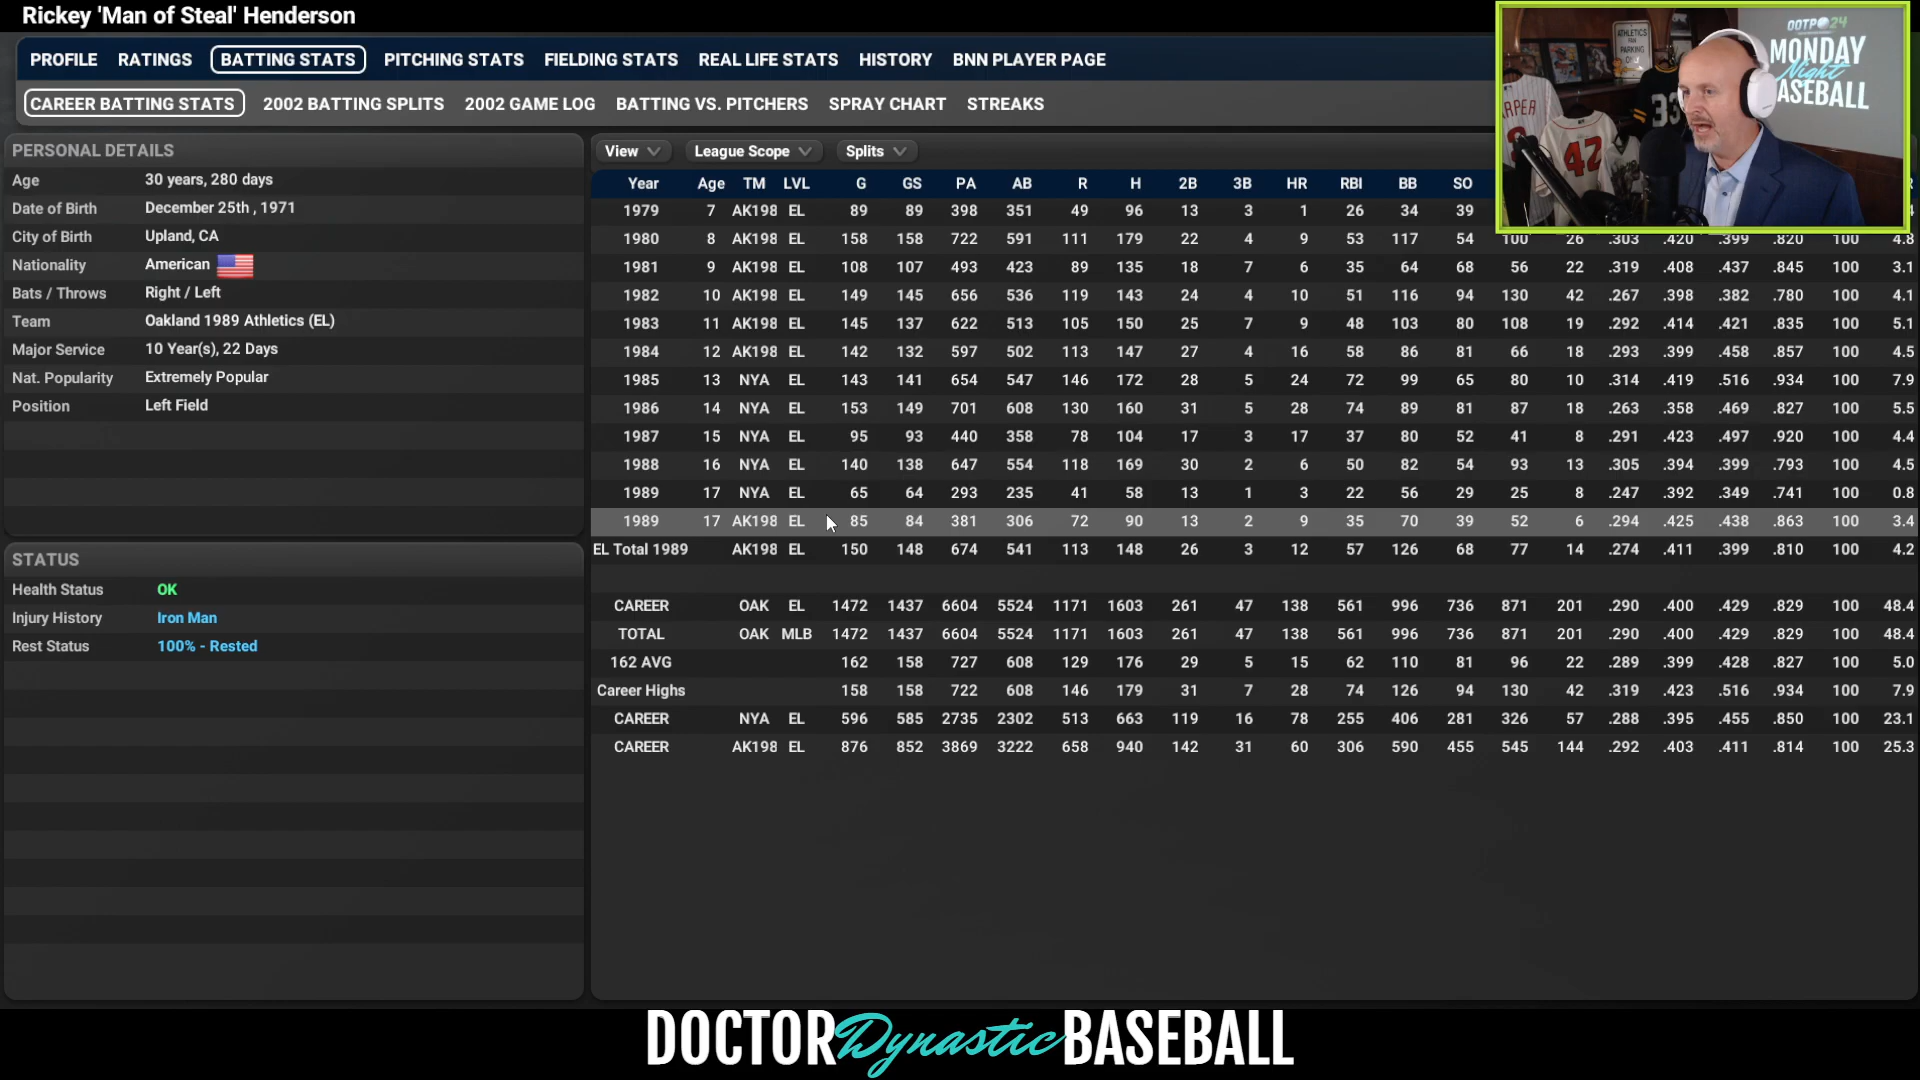 Rickey 'Man of Steal' Henderson
PROFILE RATINGS BATTING STATS PITCHING STATS FIELDING STATS REAL LIFE STATS HISTORY BNN PLAYER PAGE
CAREER BATTING STATS 2002 BATTING SPLITS 2002 GAME LOG BATTING VS. PITCHERS SPRAY CHART STREAKS
OOTP 24
MONDAY
Night
BASEBALL
ATHLETICS
FAN
PARKING
ONLY
33
42
PERSONAL DETAILS
Age 30 years, 280 days
Date of Birth December 25th , 1971
City of Birth Upland, CA
Nationality American
Bats / Throws Right / Left
Team Oakland 1989 Athletics (EL)
Major Service 10 Year(s), 22 Days
Nat. Popularity Extremely Popular
Position Left Field
STATUS
Health Status OK
Injury History Iron Man
Rest Status 100% - Rested
View League Scope Splits
Year Age TM LVL G GS PA AB R H 2B 3B HR RBI BB SO
1979 7 AK198 EL 89 89 398 351 49 96 13 3 1 26 34 39
1980 8 AK198 EL 158 158 722 591 111 179 22 4 9 53 117 54 100 26 .303 .420 .399 .820 100 4.8
1981 9 AK198 EL 108 107 493 423 89 135 18 7 6 35 64 68 56 22 .319 .408 .437 .845 100 3.1
1982 10 AK198 EL 149 145 656 536 119 143 24 4 10 51 116 94 130 42 .267 .398 .382 .780 100 4.1
1983 11 AK198 EL 145 137 622 513 105 150 25 7 9 48 103 80 108 19 .292 .414 .421 .835 100 5.1
1984 12 AK198 EL 142 132 597 502 113 147 27 4 16 58 86 81 66 18 .293 .399 .458 .857 100 4.5
1985 13 NYA EL 143 141 654 547 146 172 28 5 24 72 99 65 80 10 .314 .419 .516 .934 100 7.9
1986 14 NYA EL 153 149 701 608 130 160 31 5 28 74 89 81 87 18 .263 .358 .469 .827 100 5.5
1987 15 NYA EL 95 93 440 358 78 104 17 3 17 37 80 52 41 8 .291 .423 .497 .920 100 4.4
1988 16 NYA EL 140 138 647 554 118 169 30 2 6 50 82 54 93 13 .305 .394 .399 .793 100 4.5
1989 17 NYA EL 65 64 293 235 41 58 13 1 3 22 56 29 25 8 .247 .392 .349 .741 100 0.8
1989 17 AK198 EL 85 84 381 306 72 90 13 2 9 35 70 39 52 6 .294 .425 .438 .863 100 3.4
EL Total 1989 AK198 EL 150 148 674 541 113 148 26 3 12 57 126 68 77 14 .274 .411 .399 .810 100 4.2
CAREER OAK EL 1472 1437 6604 5524 1171 1603 261 47 138 561 996 736 871 201 .290 .400 .429 .829 100 48.4
TOTAL OAK MLB 1472 1437 6604 5524 1171 1603 261 47 138 561 996 736 871 201 .290 .400 .429 .829 100 48.4
162 AVG 162 158 727 608 129 176 29 5 15 62 110 81 96 22 .289 .399 .428 .827 100 5.0
Career Highs 158 158 722 608 146 179 31 7 28 74 126 94 130 42 .319 .423 .516 .934 100 7.9
CAREER NYA EL 596 585 2735 2302 513 663 119 16 78 255 406 281 326 57 .288 .395 .455 .850 100 23.1
CAREER AK198 EL 876 852 3869 3222 658 940 142 31 60 306 590 455 545 144 .292 .403 .411 .814 100 25.3
DOCTOR Dynastic BASEBALL